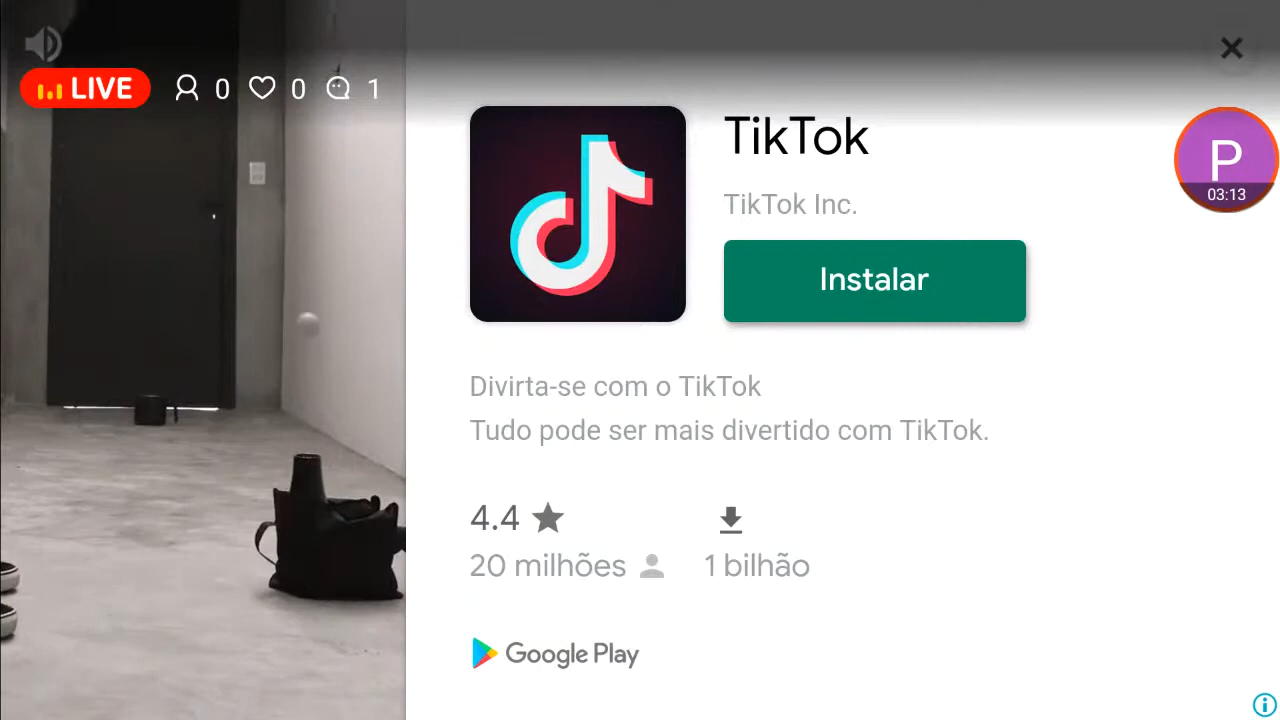 LIVE 0 0 1
TikTok
P
03:13
TikTok Inc.
Instalar
Divirta-se com o TikTok
Tudo pode ser mais divertido com TikTok.
4.4
20 milhões 1 bilhão
Google Play